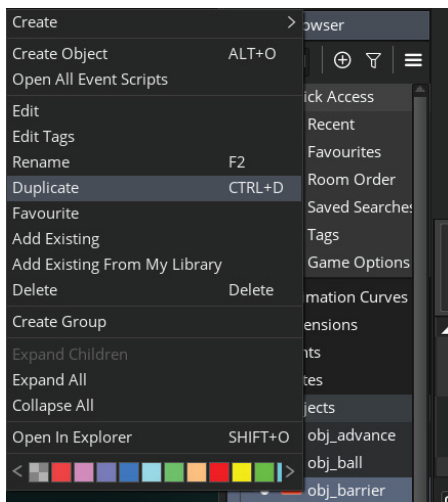 Create >
Create Object ALT+O
Open All Event Scripts
Edit
Edit Tags
Rename F2
Duplicate CTRL+D
Favourite
Add Existing
Add Existing From My Library
Delete Delete
Create Group
Expand Children
Expand All
Collapse All
Open In Explorer SHIFT+O
< >
owser
ick Access
Recent
Favourites
Room Order
Saved Searches
Tags
Game Options
mation Curves
ensions
nts
tes
jects
obj_advance
obj_ball
obj_barrier